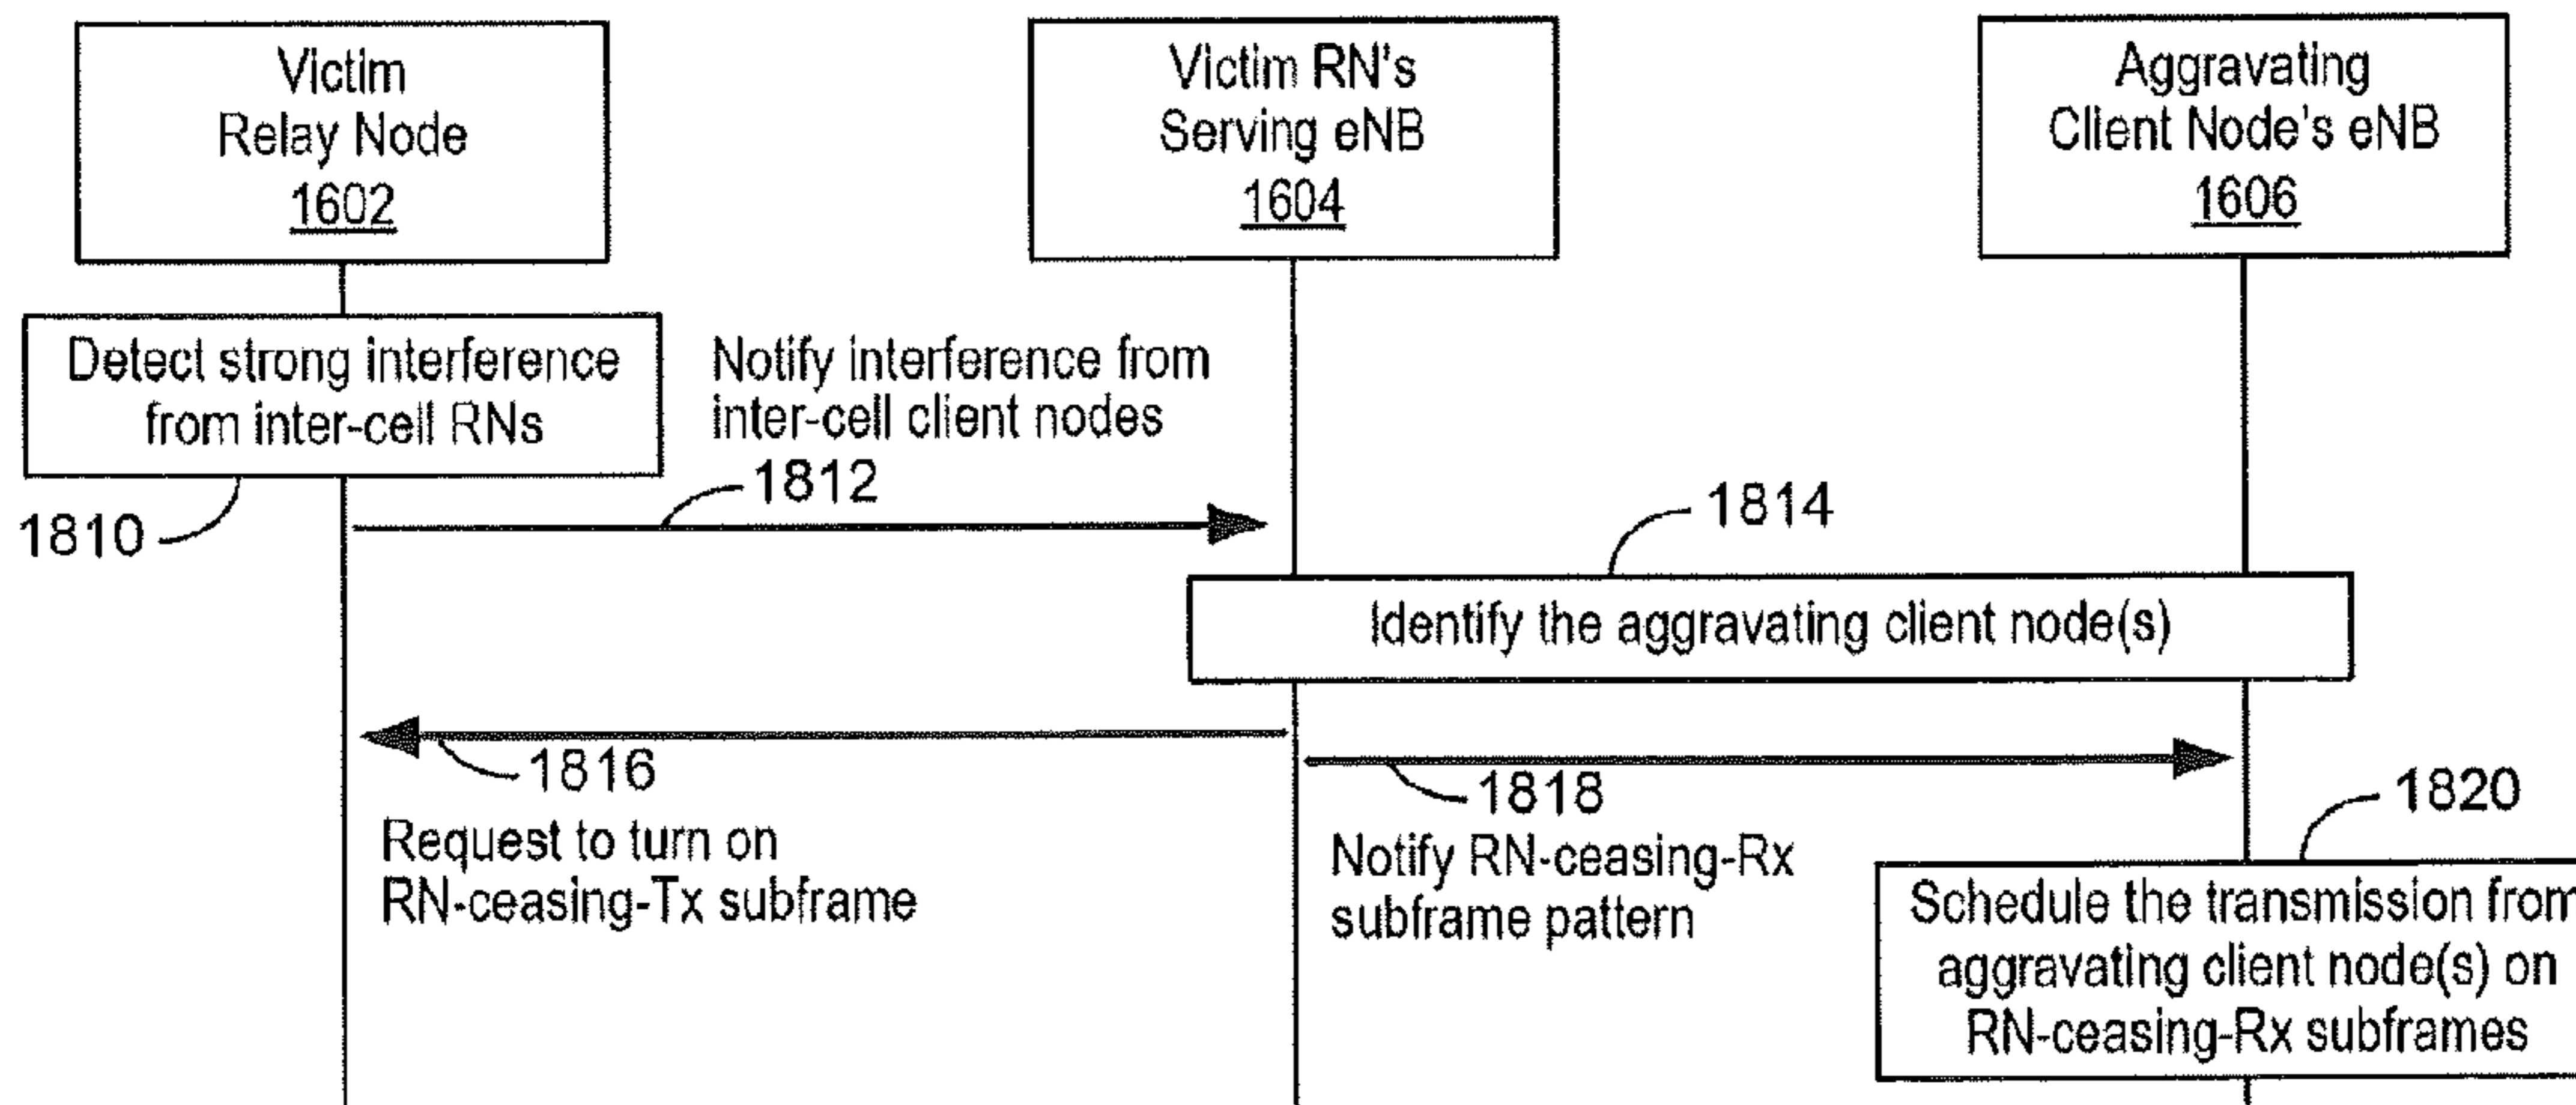 Victim
Relay Node
1602
Victim RN's
Serving eNB
1604
Aggravating
Client Node's eNB
1606
Detect strong interference
from inter-cell RNs
1810
Notify interference from
inter-cell client nodes
1812
1814
Identify the aggravating client node(s)
1816
Request to turn on
RN-ceasing-Tx subframe
1818
Notify RN-ceasing-Rx
subframe pattern
1820
Schedule the transmission from
aggravating client node(s) on
RN-ceasing-Rx subframes